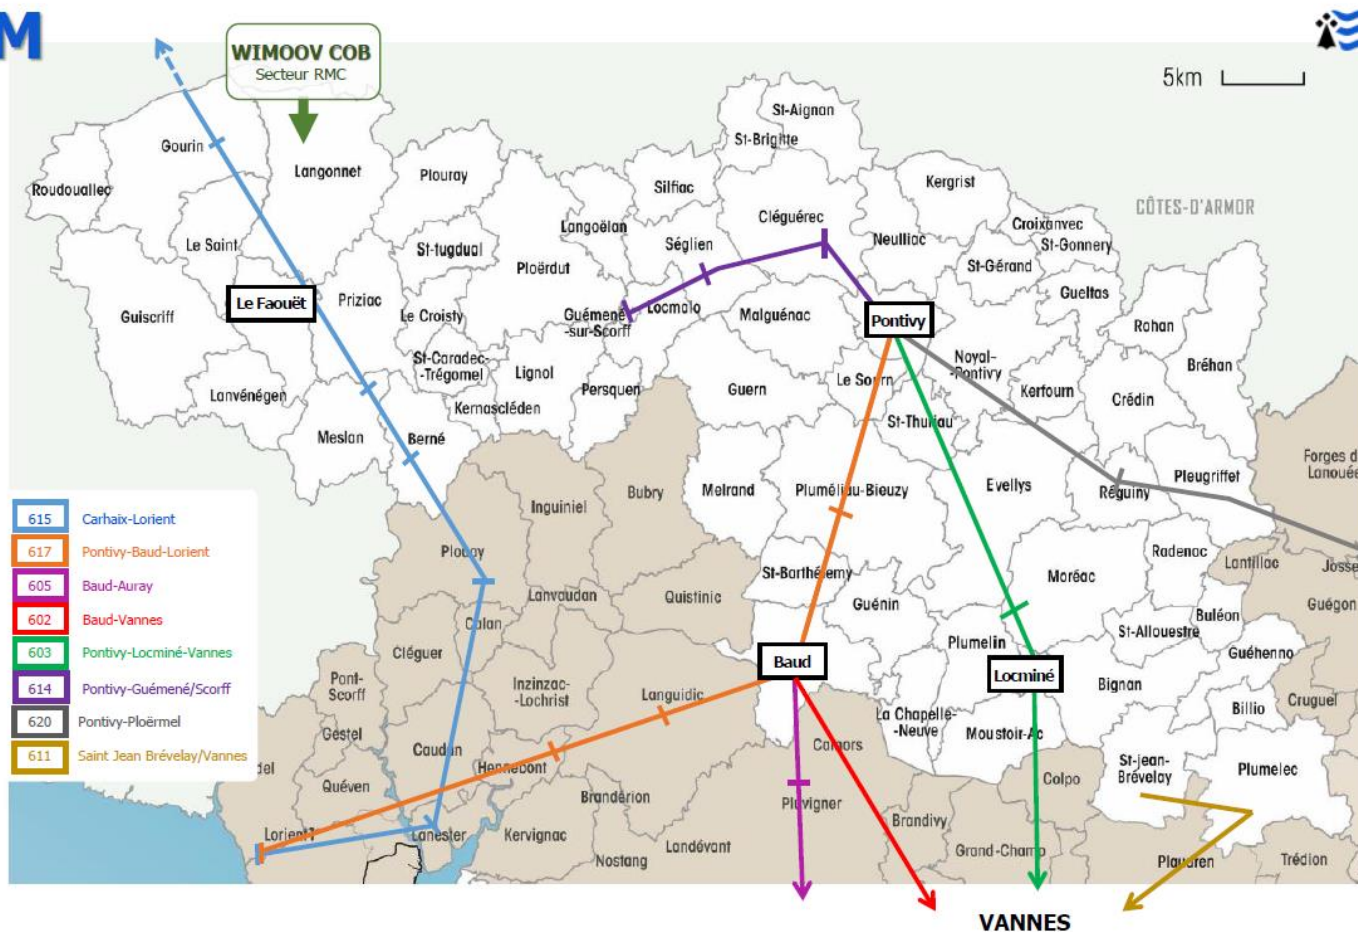 M
WIMOOV COB
Secteur RMC
5km
CÔTES-D'ARMOR
St-Aignan
St-Brigitte
Gourin
Langonnet
Plouray
Silfiac
Kergrist
Roudouallec
Langoëlan
Cléguérec
Croixanvec
Le Saint
St-tugdual
Séglien
Neulliac
St-Gonnery
Ploërdut
St-Gérand
Gueltas
Le Faouët
Priziac
Guiscriff
Le Croisty
Guémené
-sur-Scorff
Locmalo
Malguénac
Pontivy
Rohan
St-Caradec-
-Trégomel
Lignol
Persquen
Guern
Le Sourn
Noyal-
-Pontivy
Kerfourn
Crédin
Bréhan
Lanvénégen
Kernascléden
Meslan
Berné
St-Thuriau
Forges d
Lanouée
Inguiniel
Bubry
Melrand
Pluméliau-Bieuzy
Evellys
Réguiny
Pleugriffet
615 Carhaix-Lorient
617 Pontivy-Baud-Lorient
605 Baud-Auray
602 Baud-Vannes
603 Pontivy-Locminé-Vannes
614 Pontivy-Guémené/Scorff
620 Pontivy-Ploërmel
611 Saint Jean Brévelay/Vannes
Plouay
Lanvaudan
Quistinic
St-Barthélemy
Guénin
Moréac
Radenac
Lantillac
Josse
Guégon
Calan
Cléguer
Plumelin
St-Allouestre
Buléon
Guéhenno
Pont-
Scorff
Inzinzac
-Lochrist
Languidic
Baud
Locminé
Bignan
Billio
Cruguel
Gestel
Caudan
Hennebont
La Chapelle-
-Neuve
Moustoir-Ac
Camors
Colpo
St-jean-
Brévelay
Plumelec
del
Quéven
Brandérion
Pluvigner
Brandivy
Lorient
Lanester
Kervignac
Nostang
Landévant
Grand-Champ
Plaudren
Trédion
VANNES